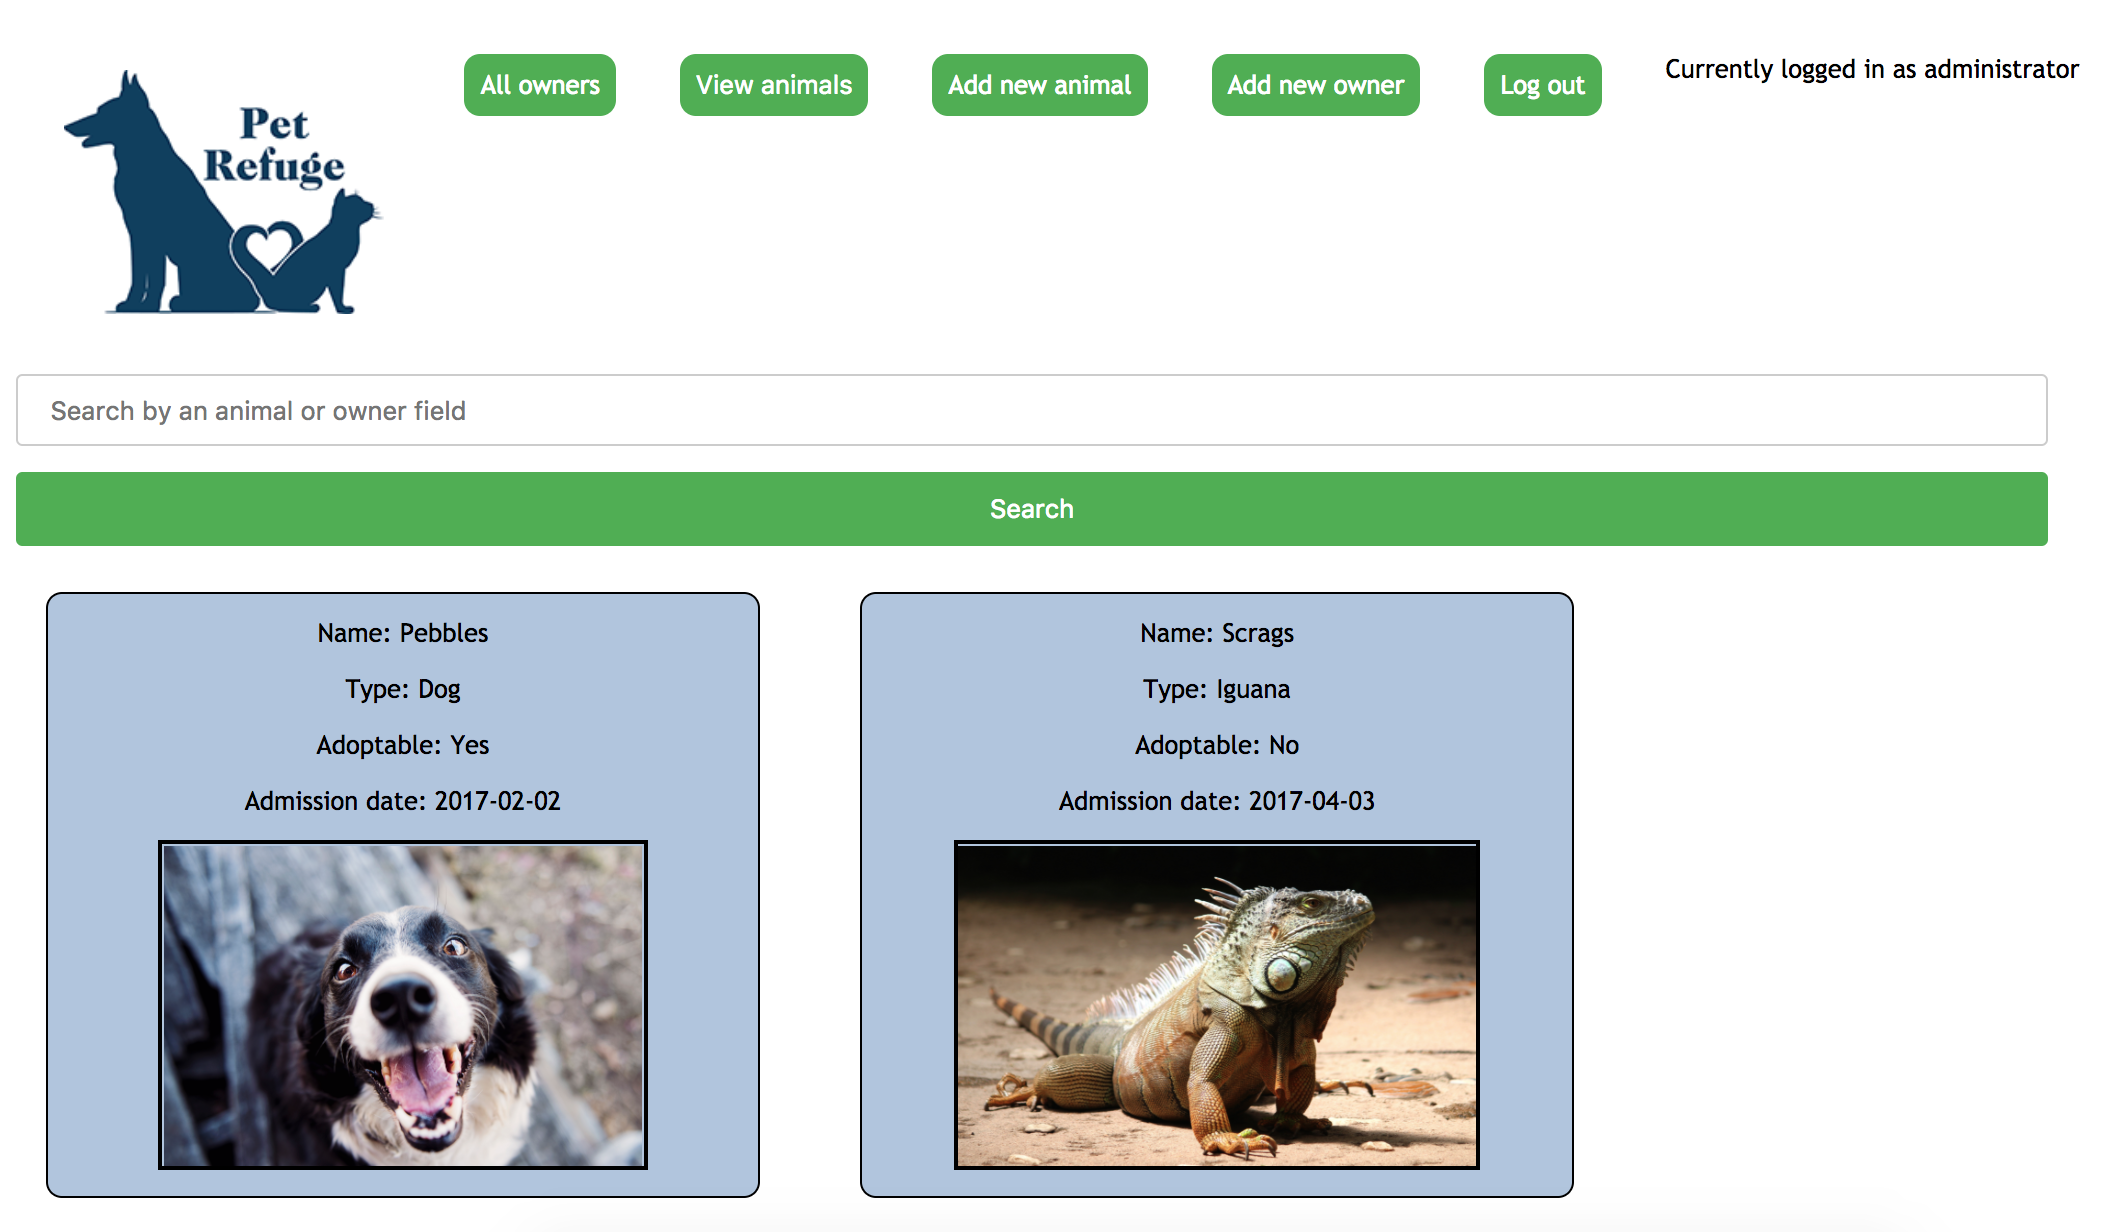 Pet
Refuge
All owners
View animals
Add new animal
Add new owner
Log out
Currently logged in as administrator
Search by an animal or owner field
Search
Name: Pebbles
Type: Dog
Adoptable: Yes
Admission date: 2017-02-02
Name: Scrags
Type: Iguana
Adoptable: No
Admission date: 2017-04-03